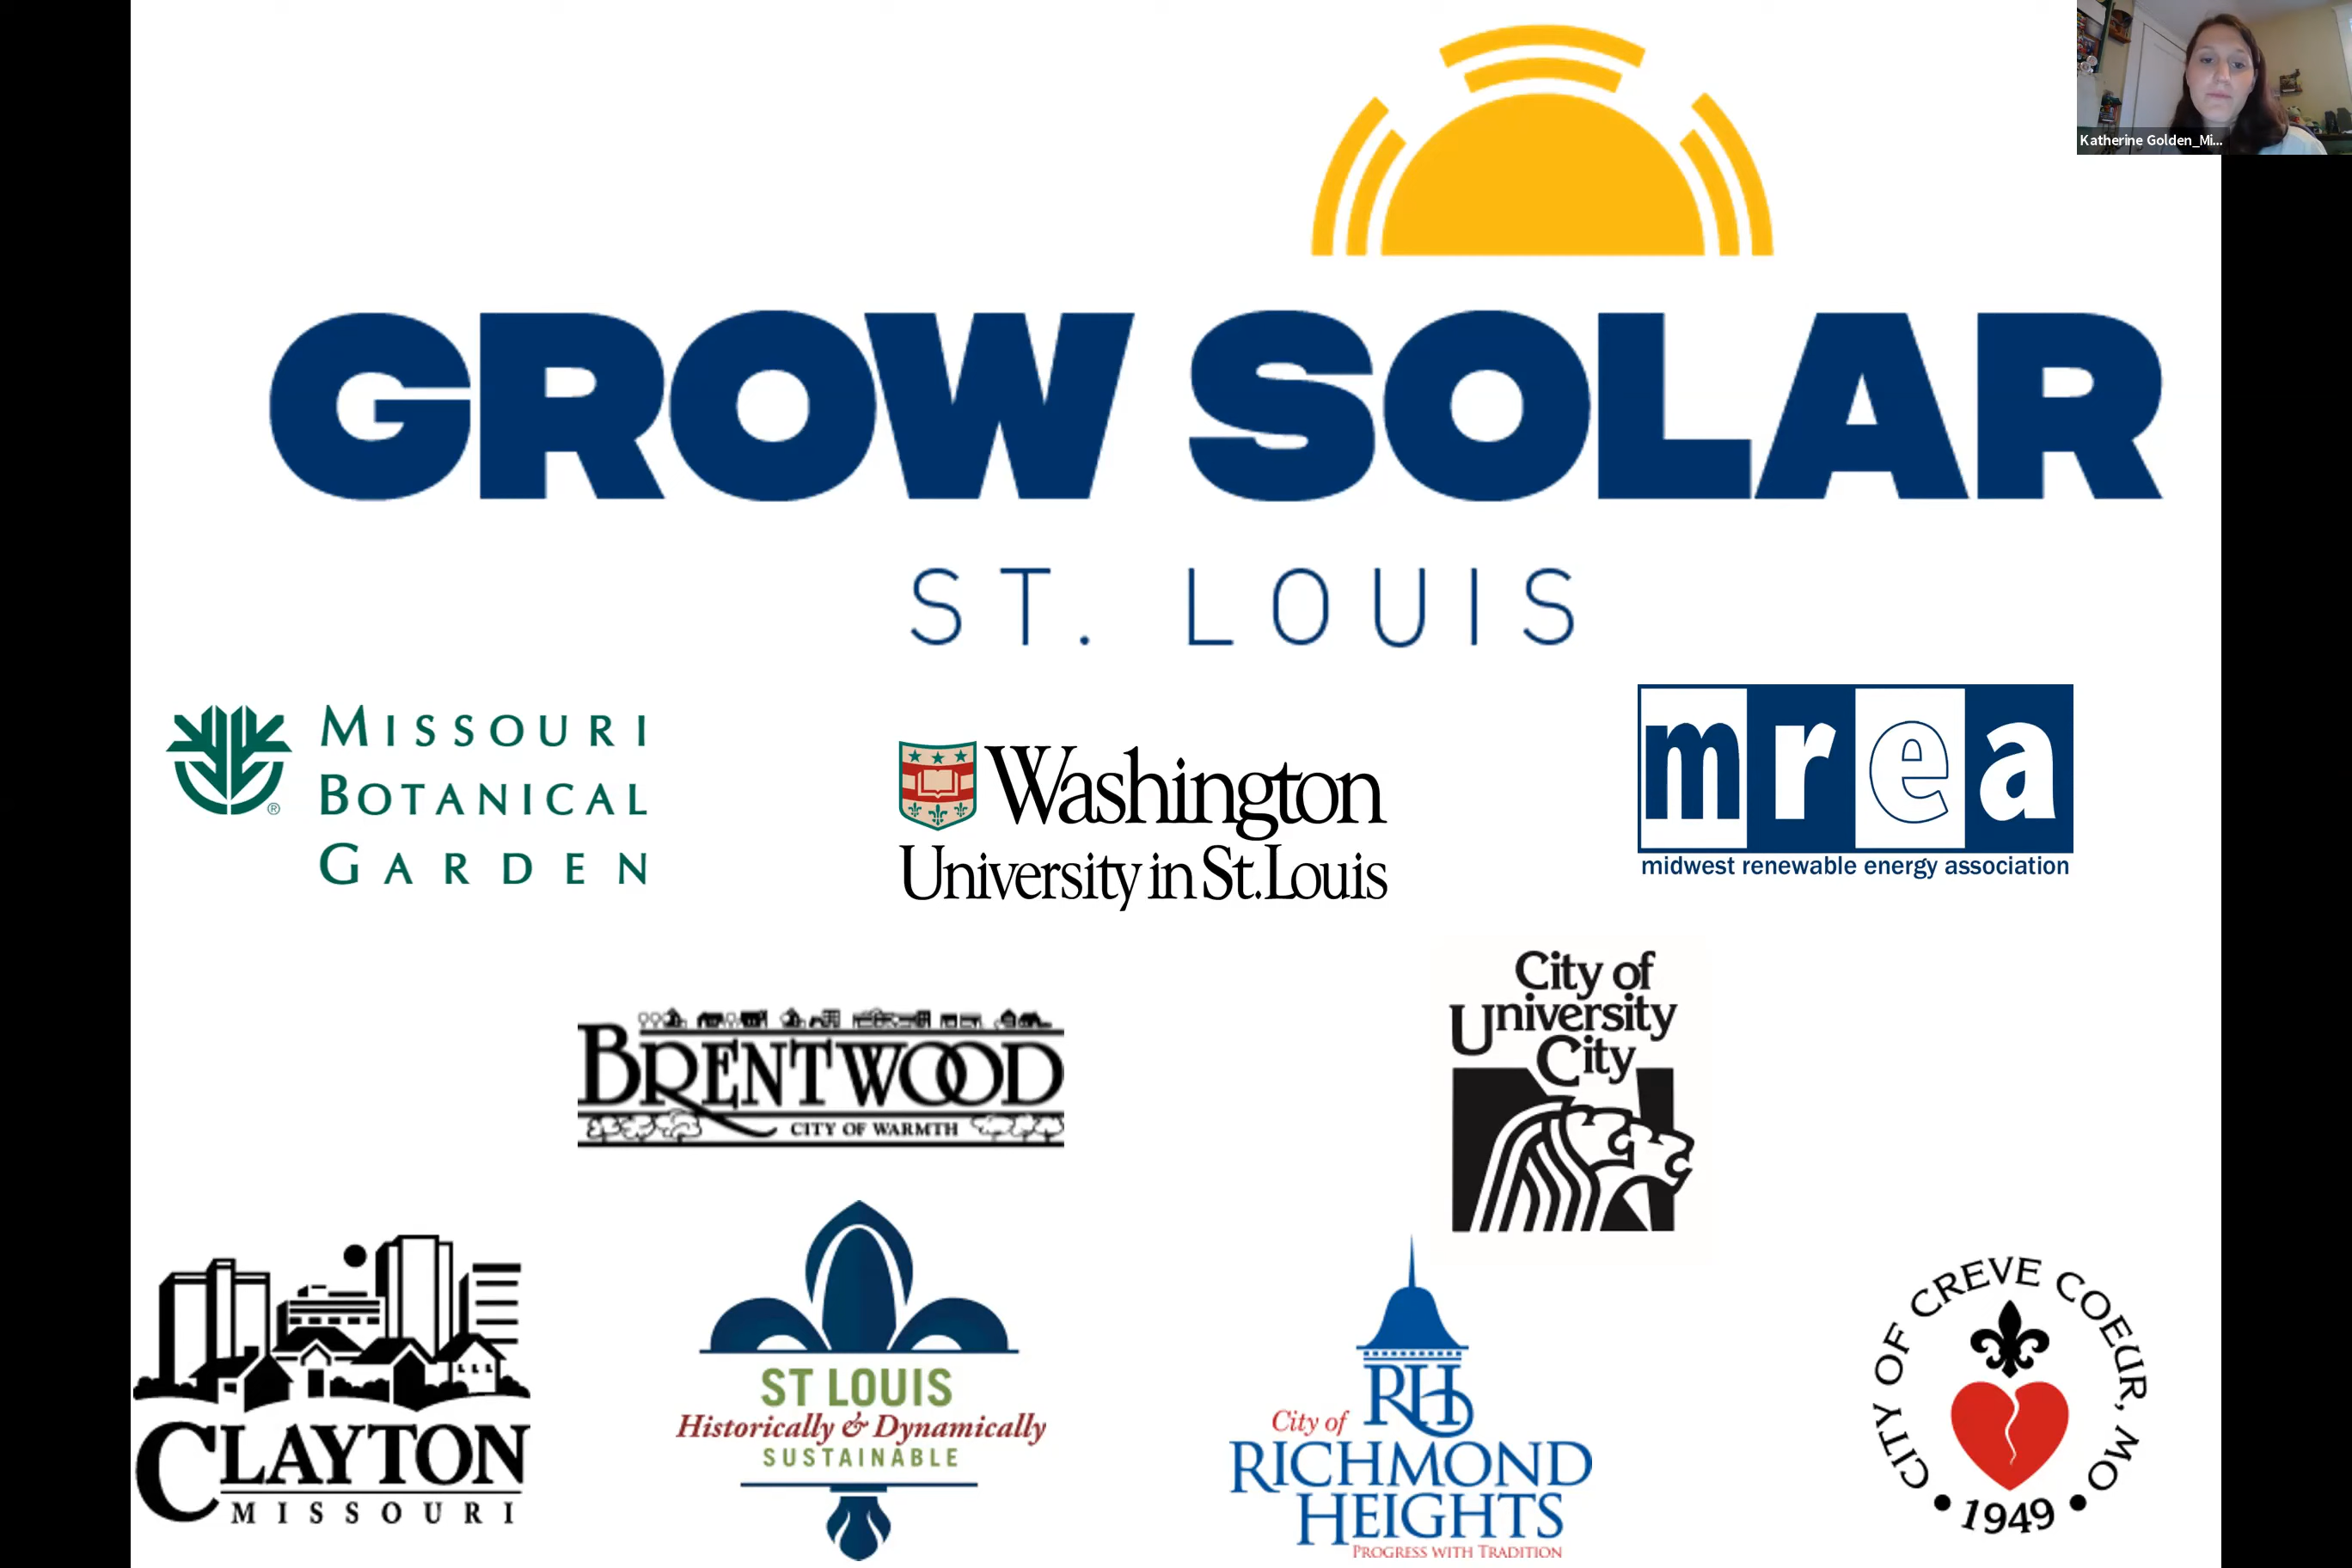 Katherine Golden_Mi...
GROW SOLAR
ST. LOUIS
MISSOURI
BOTANICAL
GARDEN
®
Washington
University in St. Louis
mrea
midwest renewable energy association
BRENTWOOD
CITY OF WARMTH
City of
University
City
CLAYTON
MISSOURI
ST LOUIS
Historically & Dynamically
SUSTAINABLE
RH
City of
RICHMOND
HEIGHTS
PROGRESS WITH TRADITION
CITY OF CREVE COEUR, MO
• 1949 •